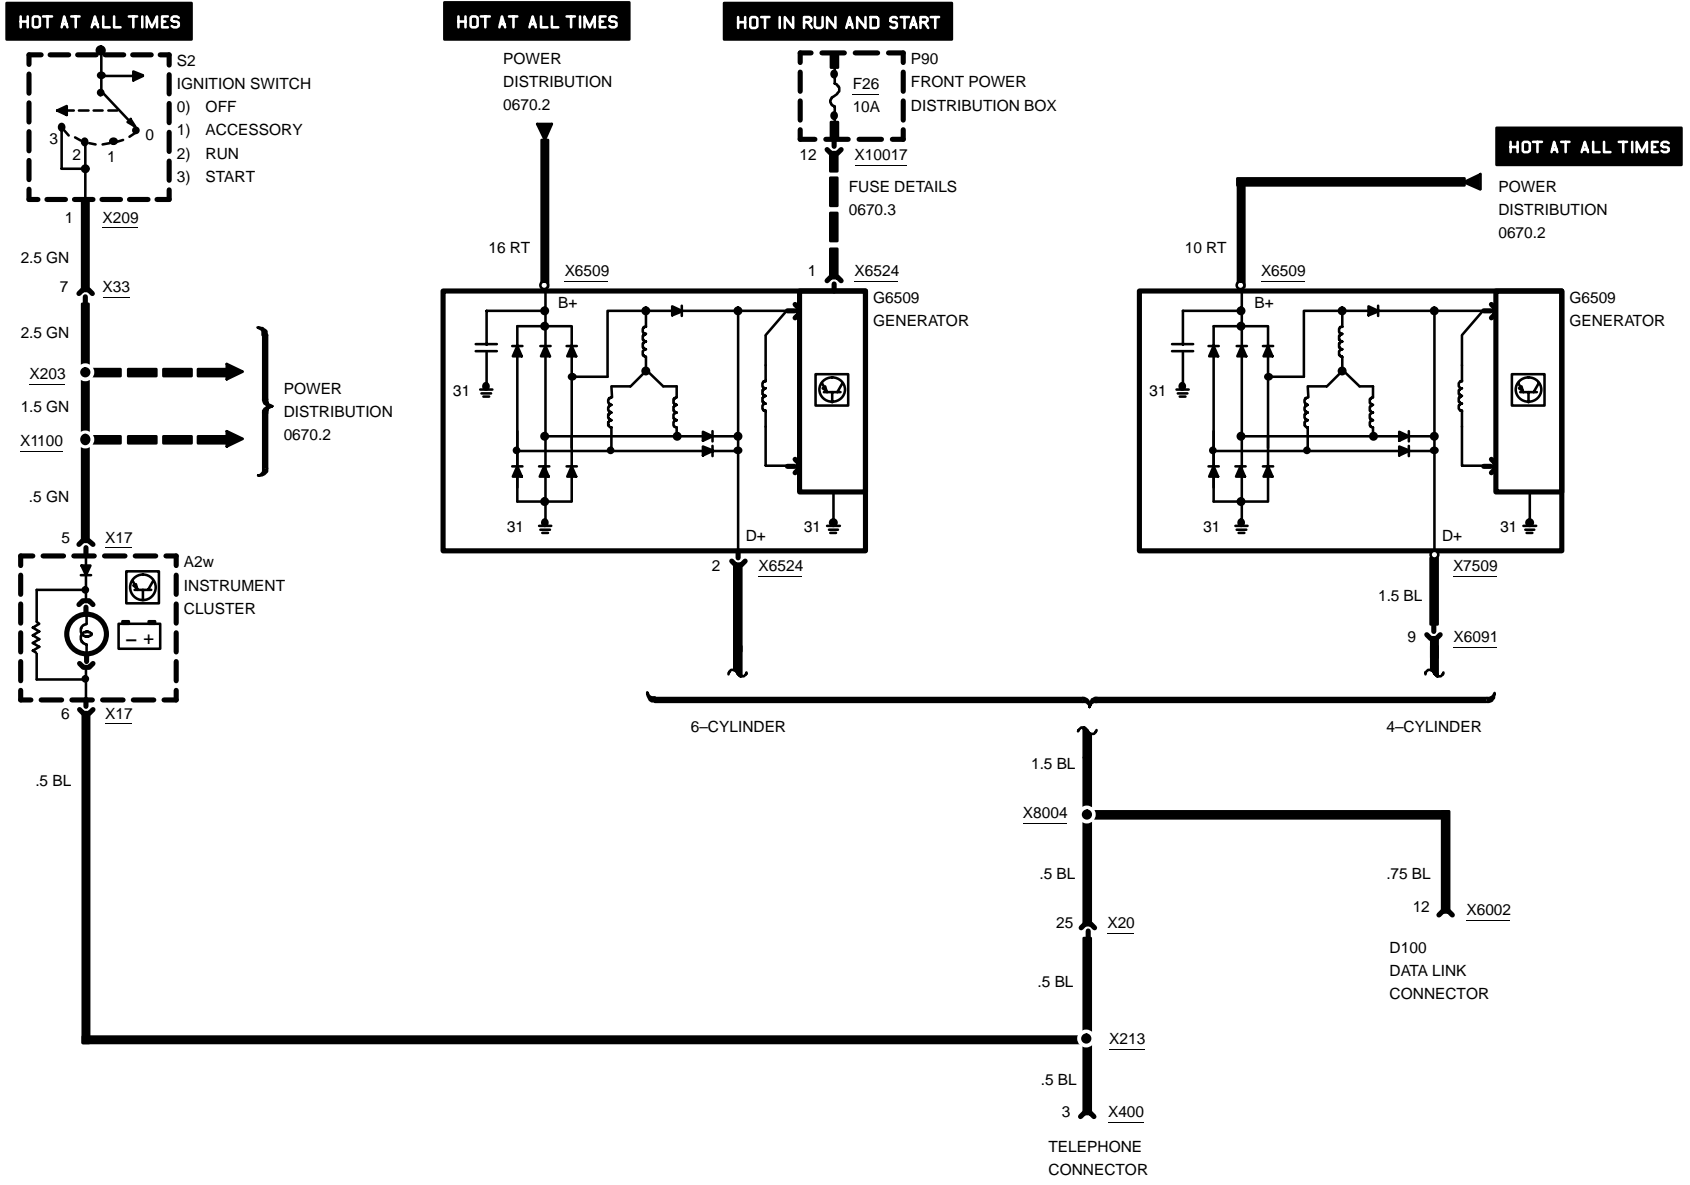 HOT AT ALL TIMES
S2
IGNITION SWITCH
0) OFF
1) ACCESSORY
2) RUN
3) START
3
2
1
0
1 X209
2.5 GN
7 X33
2.5 GN
X203
1.5 GN
X1100
.5 GN
POWER
DISTRIBUTION
0670.2
5 X17
A2w
INSTRUMENT
CLUSTER
– +
6 X17
.5 BL
HOT AT ALL TIMES
POWER
DISTRIBUTION
0670.2
16 RT
X6509
HOT IN RUN AND START
P90
FRONT POWER
DISTRIBUTION BOX
F26
10A
12 X10017
FUSE DETAILS
0670.3
1 X6524
G6509
GENERATOR
B+
31
31
31
D+
2 X6524
HOT AT ALL TIMES
POWER
DISTRIBUTION
0670.2
10 RT
X6509
G6509
GENERATOR
B+
31
31
31
D+
X7509
1.5 BL
9 X6091
6–CYLINDER
4–CYLINDER
1.5 BL
X8004
.5 BL
.75 BL
12 X6002
D100
DATA LINK
CONNECTOR
25 X20
.5 BL
X213
.5 BL
3 X400
TELEPHONE
CONNECTOR